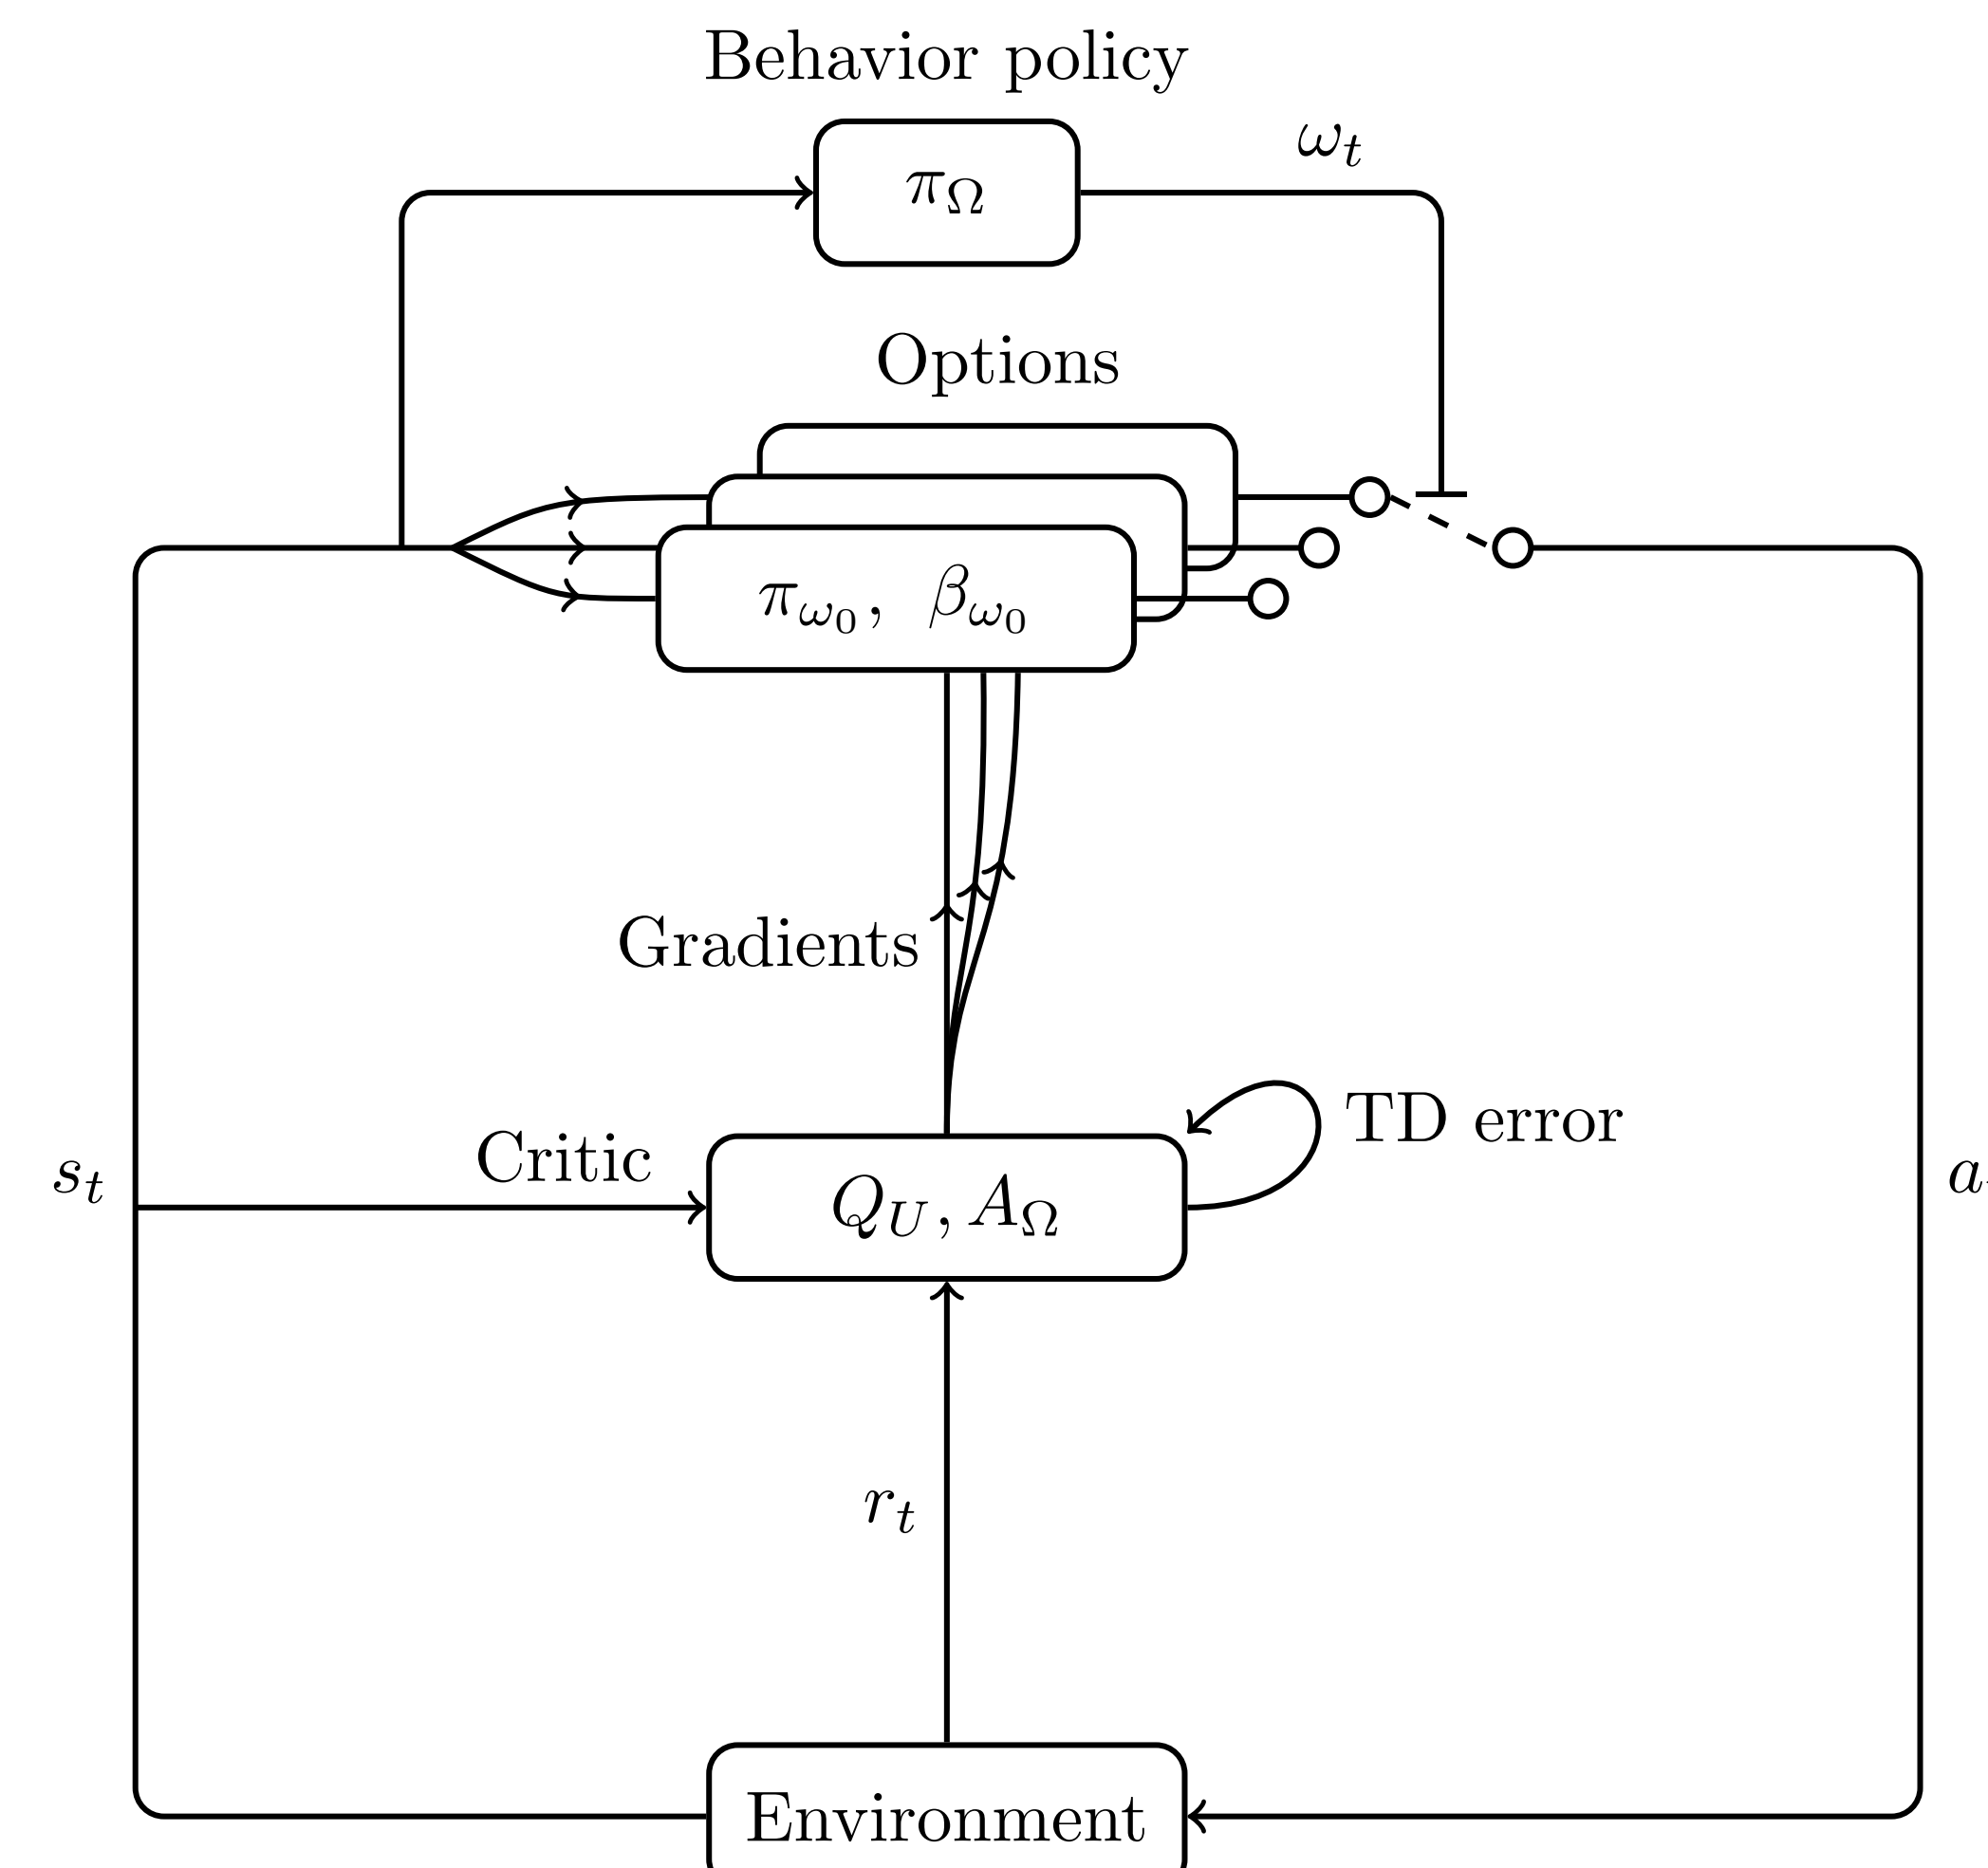 Behavior policy
ω_t
π_Ω
Options
π_ω₀, β_ω₀
Gradients
TD error
Critic
s_t
Q_U, A_Ω
r_t
Environment